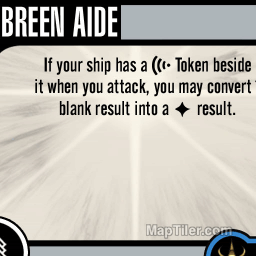 BREEN AIDE
If your ship has a Token beside
it when you attack, you may convert 1
blank result into a result.
MapTiler.com